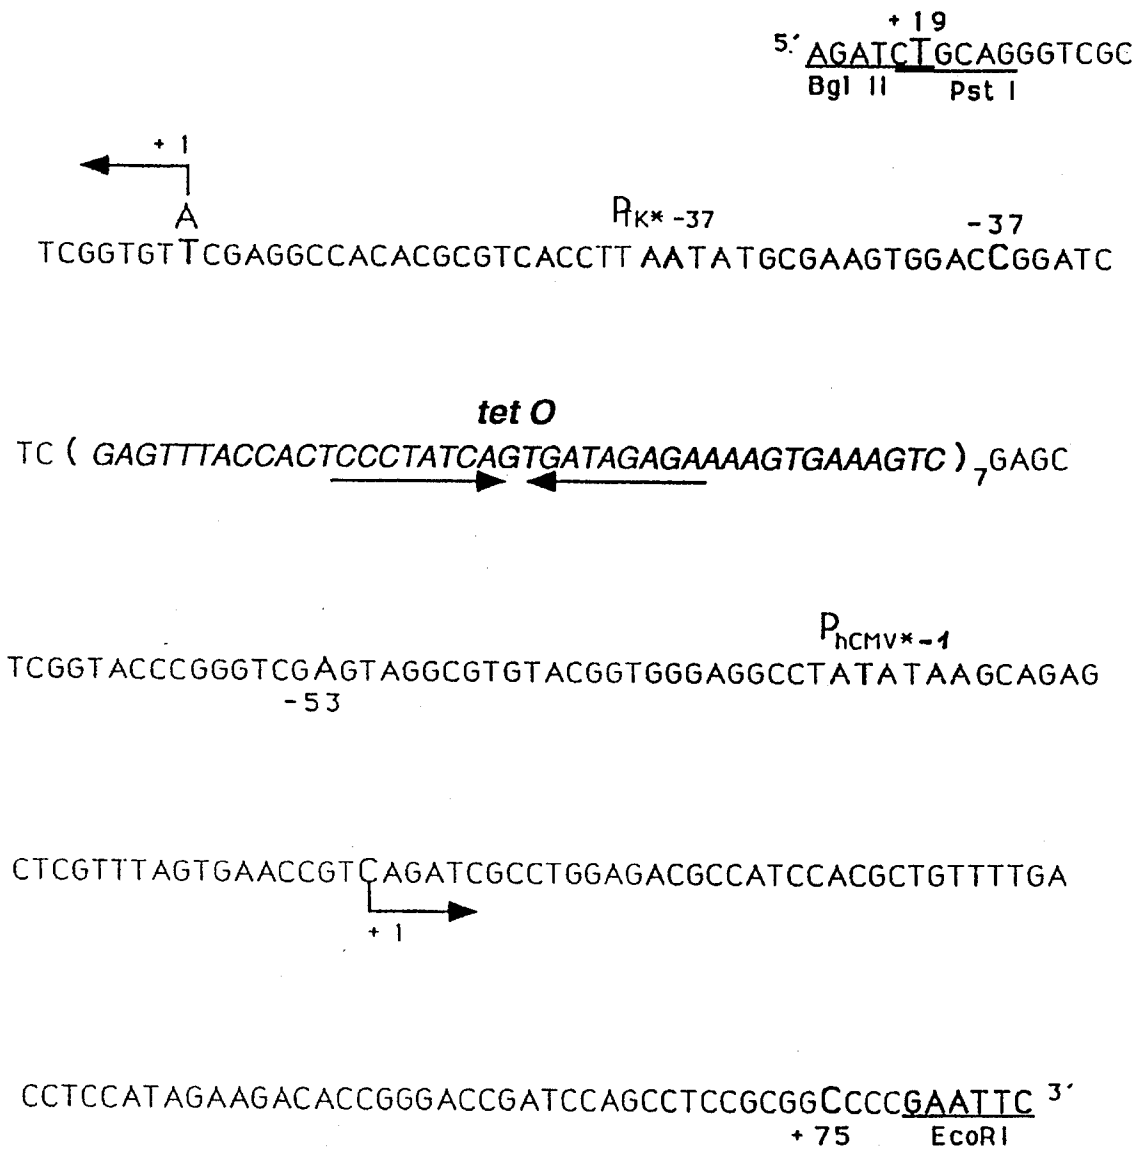 + 19
5.´ AGATCTGCAGGGTCGC
Bgl II Pst I
+ 1
A
PTK* -37 -37
TCGGTGTTCGAGGCCACACGCGTCACCTTAATATGCGAAGTGGACCGGATC
tet O
TC ( GAGTTTACCACTCCCTATCAGTGATAGAGAAAAGTGAAAGTC )7GAGC
PhCMV*-1
TCGGTACCCGGGTCGAGTAGGCGTGTACGGTGGGAGGCCTATATAAGCAGAG
-53
CTCGTTTAGTGAACCGTCAGATCGCCTGGAGACGCCATCCACGCTGTTTTGA
+ 1
CCTCCATAGAAGACACCGGGACCGATCCAGCCTCCGCGGCCCCGAATTC 3´
+75 EcoRI